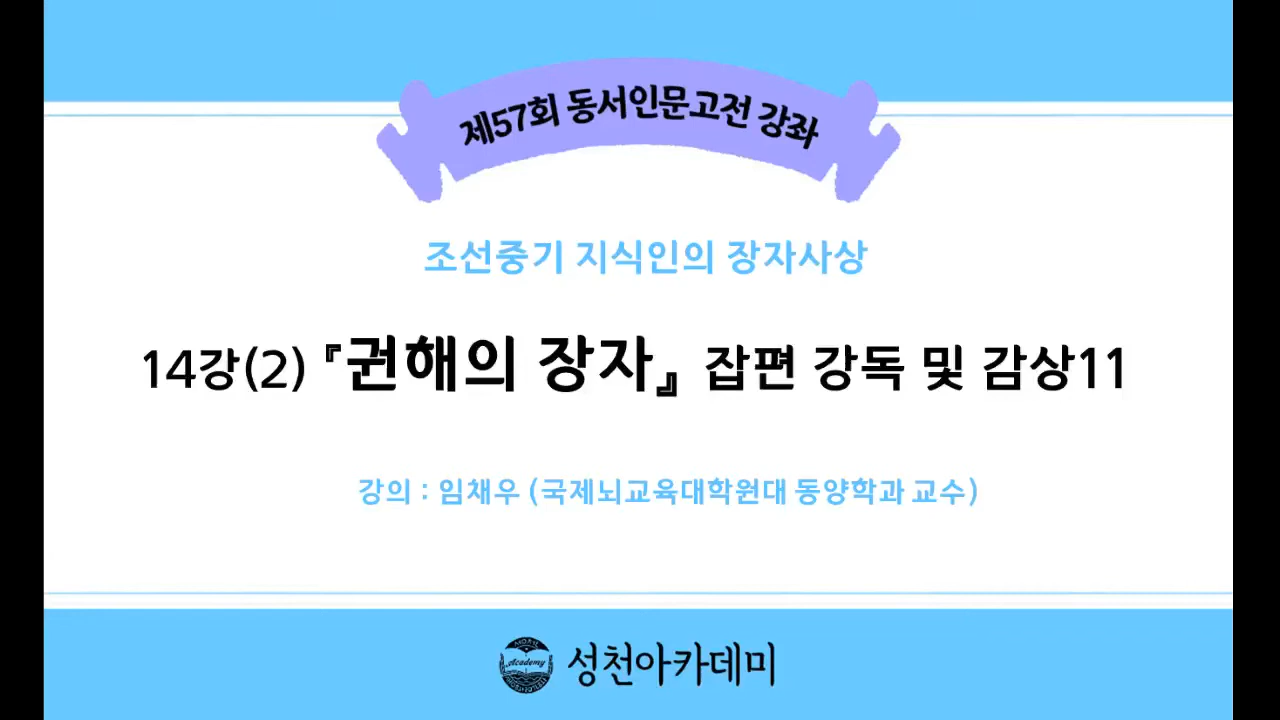 제57회 동서인문고전 강좌
조선중기 지식인의 장자사상
14강(2) 『권해의 장자』 잡편 강독 및 감상11
강의 : 임채우 (국제뇌교육대학원대 동양학과 교수)
Academy
성천아카데미